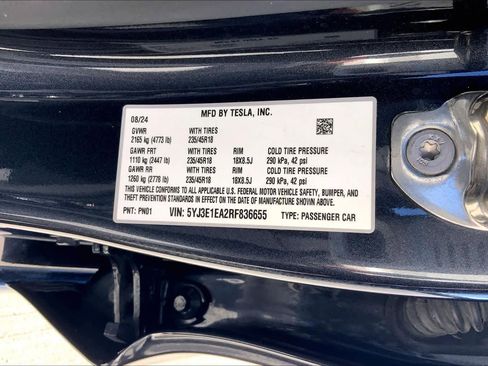 MFD BY TESLA, INC.
08/24
GVWR WITH TIRES
2165 kg (4773 lb) 235/45R18
GAWR FRT WITH TIRES RIM COLD TIRE PRESSURE
1110 kg (2447 lb) 235/45R18 18X8.5J 290 kPa, 42 psi
GAWR RR WITH TIRES RIM COLD TIRE PRESSURE
1260 kg (2778 lb) 235/45R18 18X8.5J 290 kPa, 42 psi
THIS VEHICLE CONFORMS TO ALL APPLICABLE U.S. FEDERAL MOTOR VEHICLE SAFETY, BUMPER, AND
THEFT PREVENTION STANDARDS IN EFFECT ON THE DATE OF MANUFACTURE SHOWN ABOVE.
PNT: PN01 VIN: 5YJ3E1EA2RF836655 TYPE: PASSENGER CAR